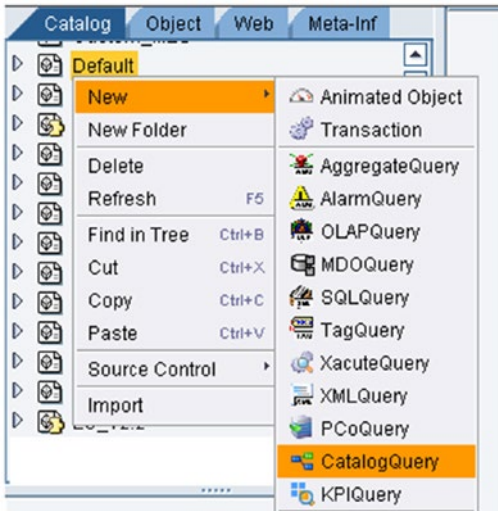 Catalog Object Web Meta-Inf
Default
New
New Folder
Delete
Refresh F5
Find in Tree Ctrl+B
Cut Ctrl+X
Copy Ctrl+C
Paste Ctrl+V
Source Control
Import
Animated Object
Transaction
AggregateQuery
AlarmQuery
OLAPQuery
MDOQuery
SQLQuery
TagQuery
XacuteQuery
XMLQuery
PCoQuery
CatalogQuery
KPIQuery